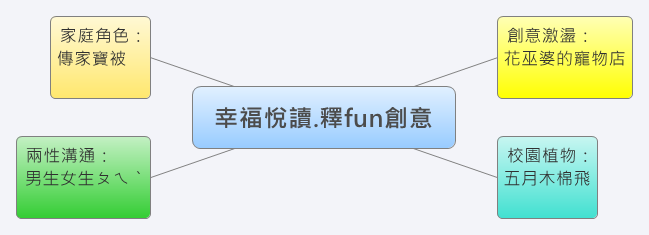 家庭角色：
傳家寶被
創意激盪：
花巫婆的寵物店
幸福悅讀.釋fun創意
兩性溝通：
男生女生ㄆㄟˋ
校園植物：
五月木棉飛